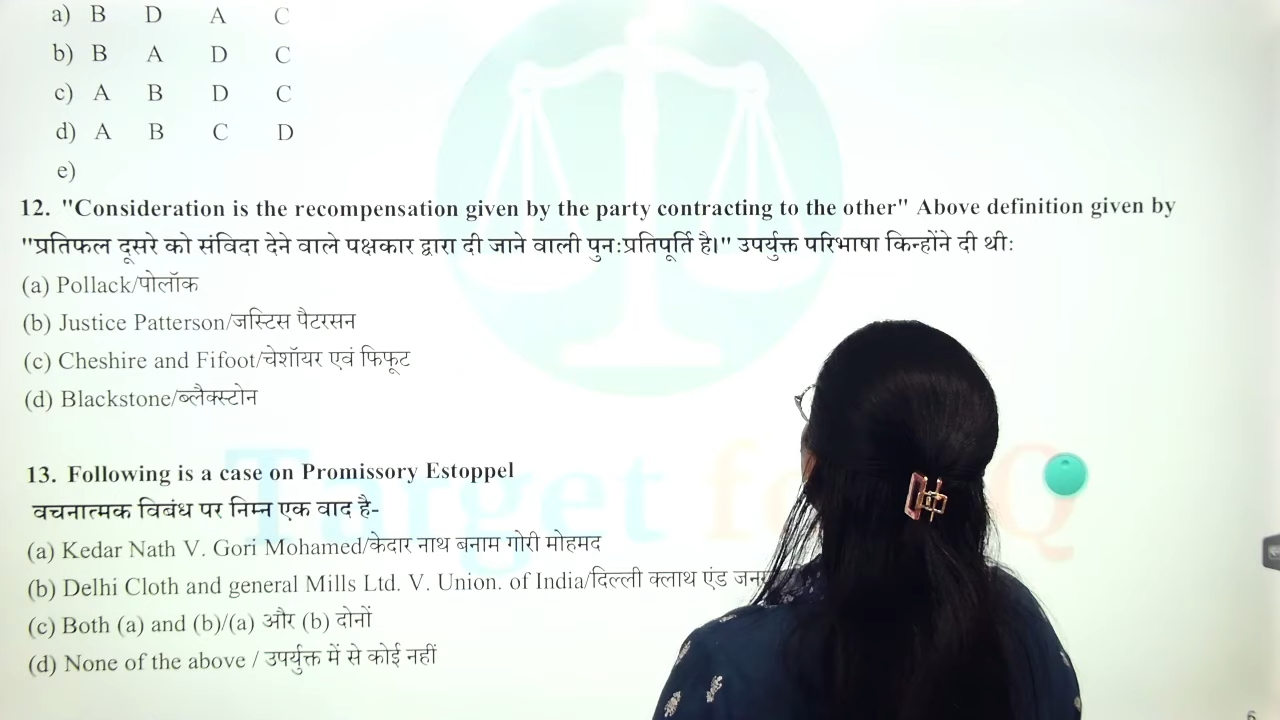 a) B D A C
b) B A D C
c) A B D C
d) A B C D
e)
12. "Consideration is the recompensation given by the party contracting to the other" Above definition given by
"प्रतिफल दूसरे को संविदा देने वाले पक्षकार द्वारा दी जाने वाली पुनःप्रतिपूर्ति है।" उपर्युक्त परिभाषा किन्होंने दी थीः
(a) Pollack/पोलॉक
(b) Justice Patterson/जस्टिस पैटरसन
(c) Cheshire and Fifoot/चेशॉयर एवं फिफूट
(d) Blackstone/ब्लैक्स्टोन
13. Following is a case on Promissory Estoppel
वचनात्मक विबंध पर निम्न एक वाद है-
(a) Kedar Nath V. Gori Mohamed/केदार नाथ बनाम गोरी मोहमद
(b) Delhi Cloth and general Mills Ltd. V. Union. of India/दिल्ली क्लाथ एंड
(c) Both (a) and (b)/(a) और (b) दोनों
(d) None of the above / उपर्युक्त में से कोई नहीं
Target